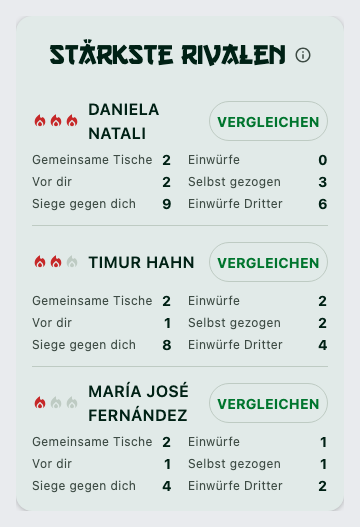 STÄRKSTE RIVALEN
DANIELA
NATALI
VERGLEICHEN
Gemeinsame Tische 2 Einwürfe 0
Vor dir 2 Selbst gezogen 3
Siege gegen dich 9 Einwürfe Dritter 6
TIMUR HAHN VERGLEICHEN
Gemeinsame Tische 2 Einwürfe 2
Vor dir 1 Selbst gezogen 2
Siege gegen dich 8 Einwürfe Dritter 4
MARÍA JOSÉ
FERNÁNDEZ
VERGLEICHEN
Gemeinsame Tische 2 Einwürfe 1
Vor dir 1 Selbst gezogen 1
Siege gegen dich 4 Einwürfe Dritter 2